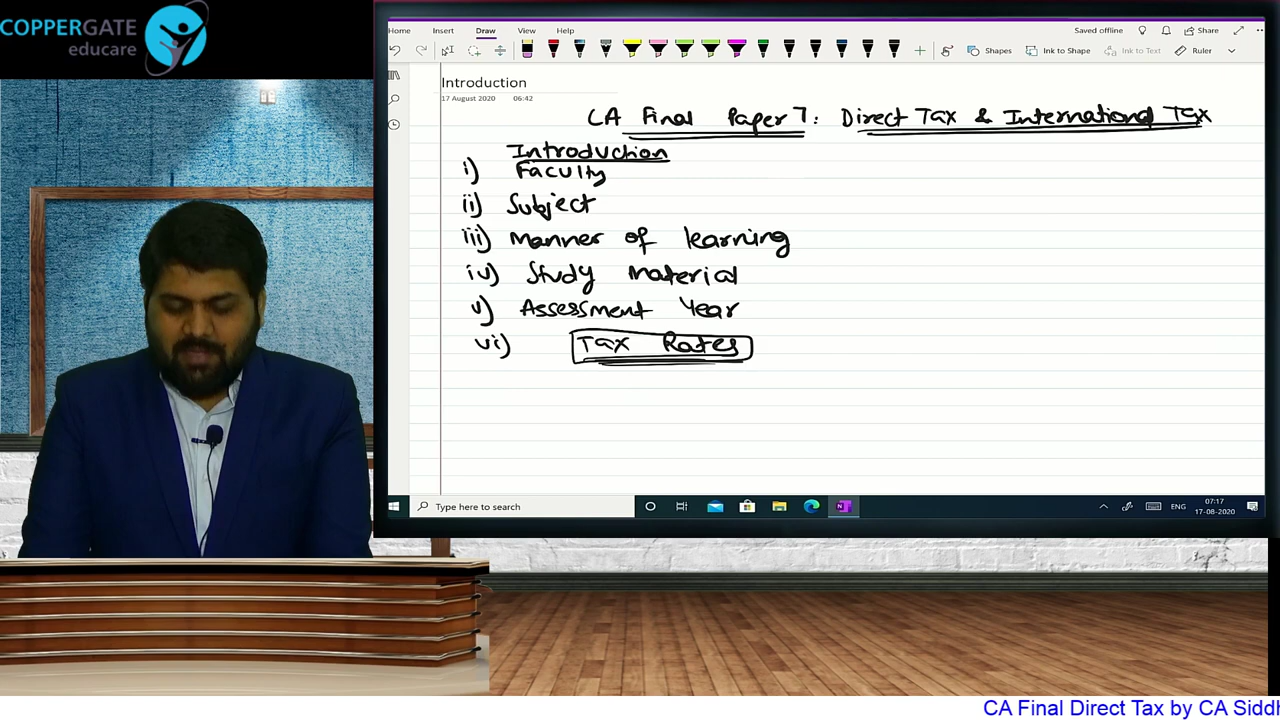 COPPERGATE
educare
Home Insert Draw View Help
Saved offline
Share
Shapes
Ink to Shape
Ink to Text
Ruler
Introduction
17 August 2020 06:42
CA Final Paper 7: Direct Tax & International Tax
Introduction
i) Faculty
ii) Subject
iii) Manner of learning
iv) Study Material
v) Assessment Year
vi) Tax Rates
Type here to search
ENG
07:17
17-08-2020
CA Final Direct Tax by CA Siddh